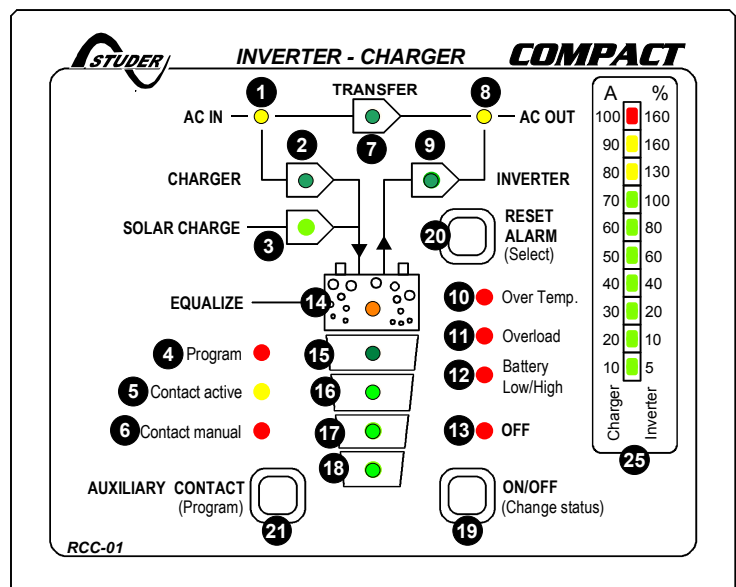 STUDER INVERTER - CHARGER COMPACT
1 TRANSFER 8
AC IN 7 AC OUT
2 9
CHARGER INVERTER
SOLAR CHARGE 3
20 RESET
ALARM
(Select)
EQUALIZE 14
10 Over Temp.
15 11 Overload
4 Program
16 12 Battery
Low/High
5 Contact active
6 Contact manual 17 13 OFF
18
AUXILIARY CONTACT
(Program)
21
ON/OFF
(Change status)
19
RCC-01
A %
100 160
90 160
80 130
70 100
60 80
50 60
40 40
30 20
20 10
10 5
Charger Inverter
25